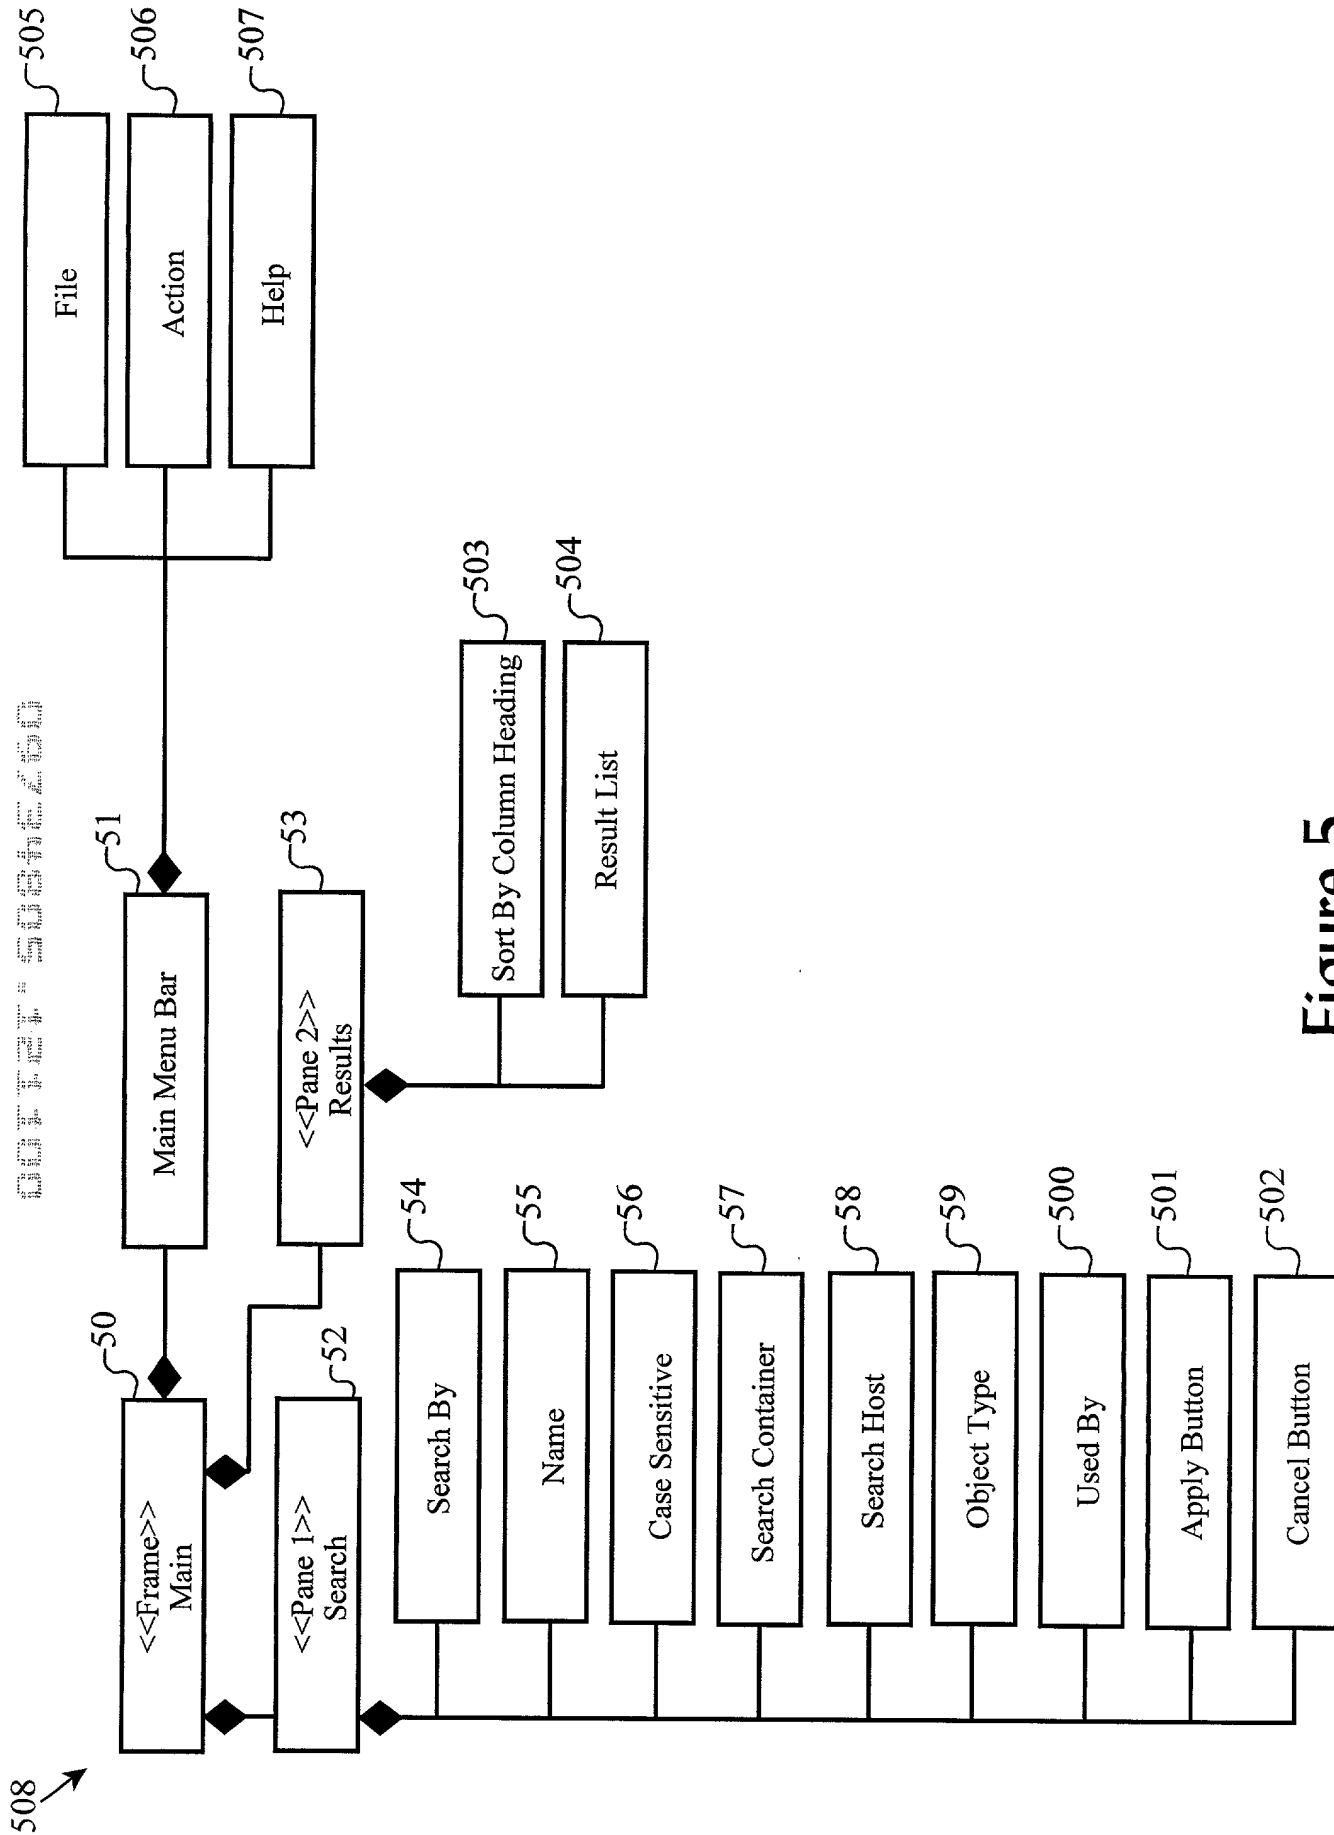 508
50
<<Frame>>
Main
51
Main Menu Bar
505
File
506
Action
507
Help
52
<<Pane 1>>
Search
53
<<Pane 2>>
Results
503
Sort By Column Heading
504
Result List
54
Search By
55
Name
56
Case Sensitive
57
Search Container
58
Search Host
59
Object Type
500
Used By
501
Apply Button
502
Cancel Button
Figure 5